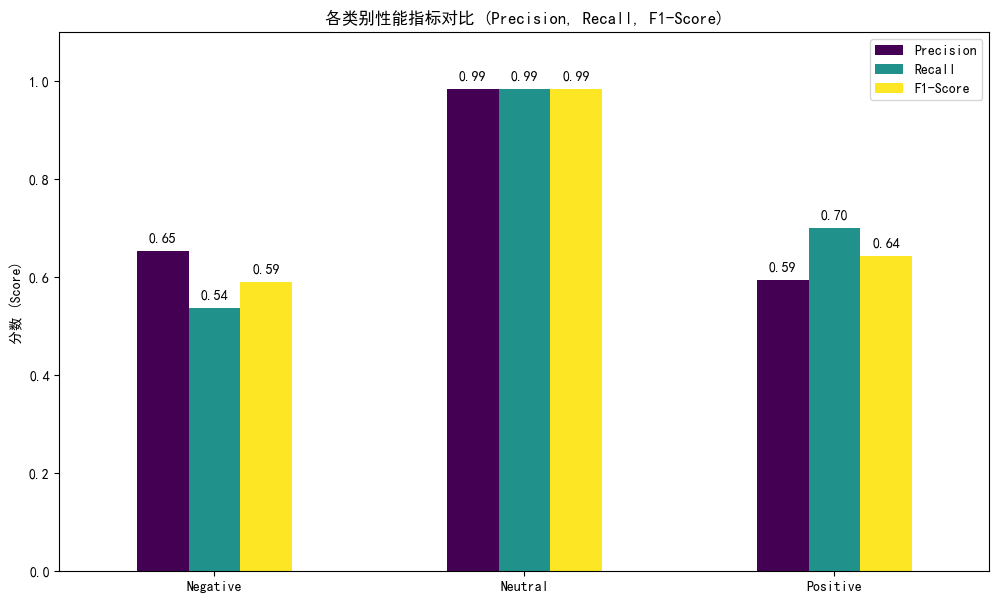 各类别性能指标对比 (Precision, Recall, F1-Score)
Precision
Recall
F1-Score
分数 (Score)
1.0
0.8
0.6
0.4
0.2
0.0
0.65
0.54
0.59
0.99
0.99
0.99
0.59
0.70
0.64
Negative
Neutral
Positive